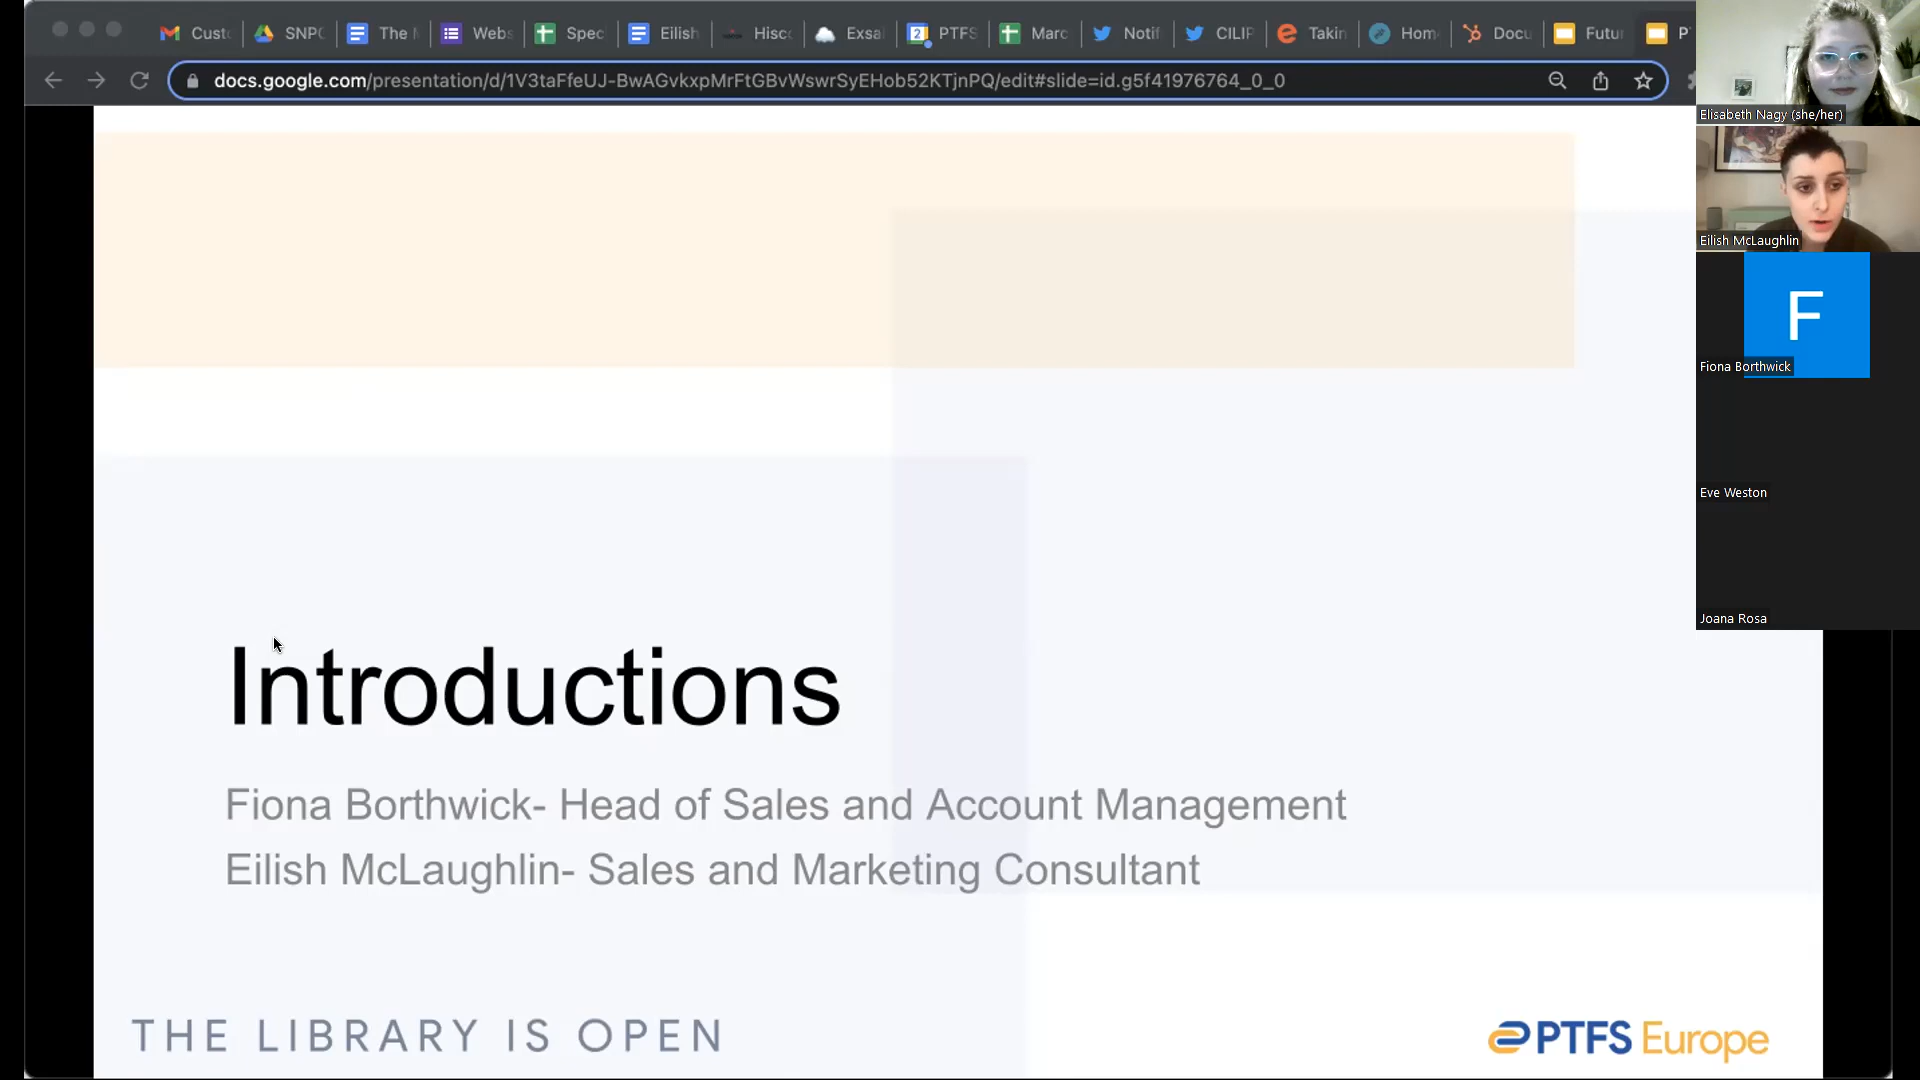 Custo
SNPC
The M
Webs
Spec
Eilish
Hisco
Exsa
2
PTFS
Marc
Notif
CILIP
Takin
Hom
Docu
Futur
docs.google.com/presentation/d/1V3taFfeUJ-BwAGvkxpMrFtGBvWswrSyEHob52KTjnPQ/edit#slide=id.g5f41976764_0_0
Elisabeth Nagy (she/her)
Eilish McLaughlin
F
Fiona Borthwick
Eve Weston
Joana Rosa
Introductions
Fiona Borthwick- Head of Sales and Account Management
Eilish McLaughlin- Sales and Marketing Consultant
THE LIBRARY IS OPEN
PTFS Europe